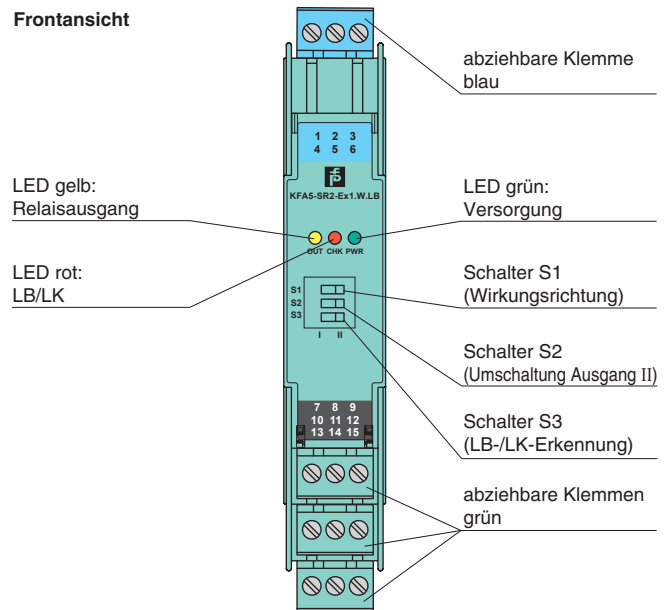 Frontansicht
abziehbare Klemme
blau
1 2 3
4 5 6
KFA5-SR2-Ex1.W.LB
LED gelb:
Relaisausgang
LED grün:
Versorgung
OUT CHK PWR
LED rot:
LB/LK
Schalter S1
(Wirkungsrichtung)
S1
S2
S3
I II
Schalter S2
(Umschaltung Ausgang II)
Schalter S3
(LB-/LK-Erkennung)
7 8 9
10 11 12
13 14 15
abziehbare Klemmen
grün